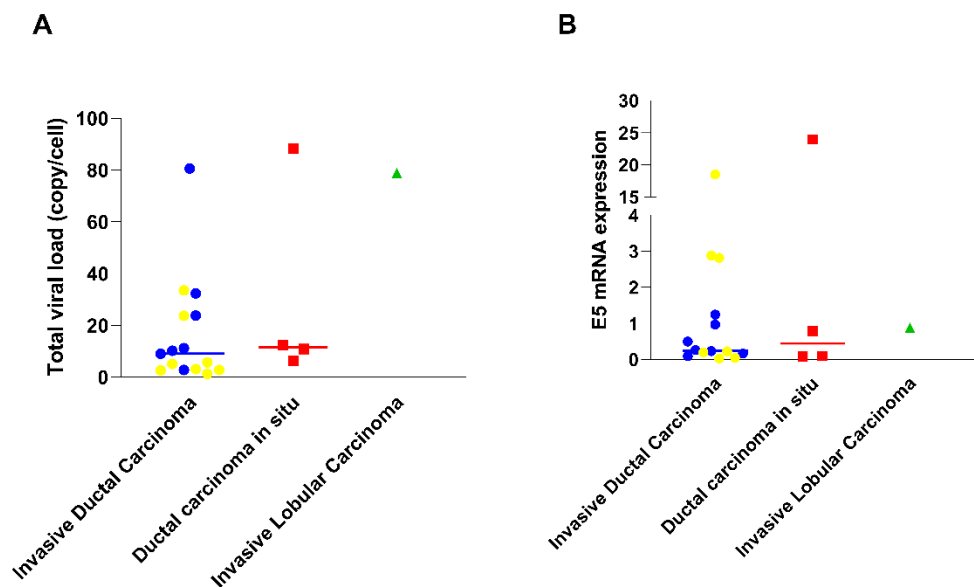 A
Total viral load (copy/cell)
100
80
60
40
20
0
Invasive Ductal Carcinoma
Ductal carcinoma in situ
Invasive Lobular Carcinoma
B
E5 mRNA expression
30
25
20
15
4
3
2
1
0
Invasive Ductal Carcinoma
Ductal carcinoma in situ
Invasive Lobular Carcinoma